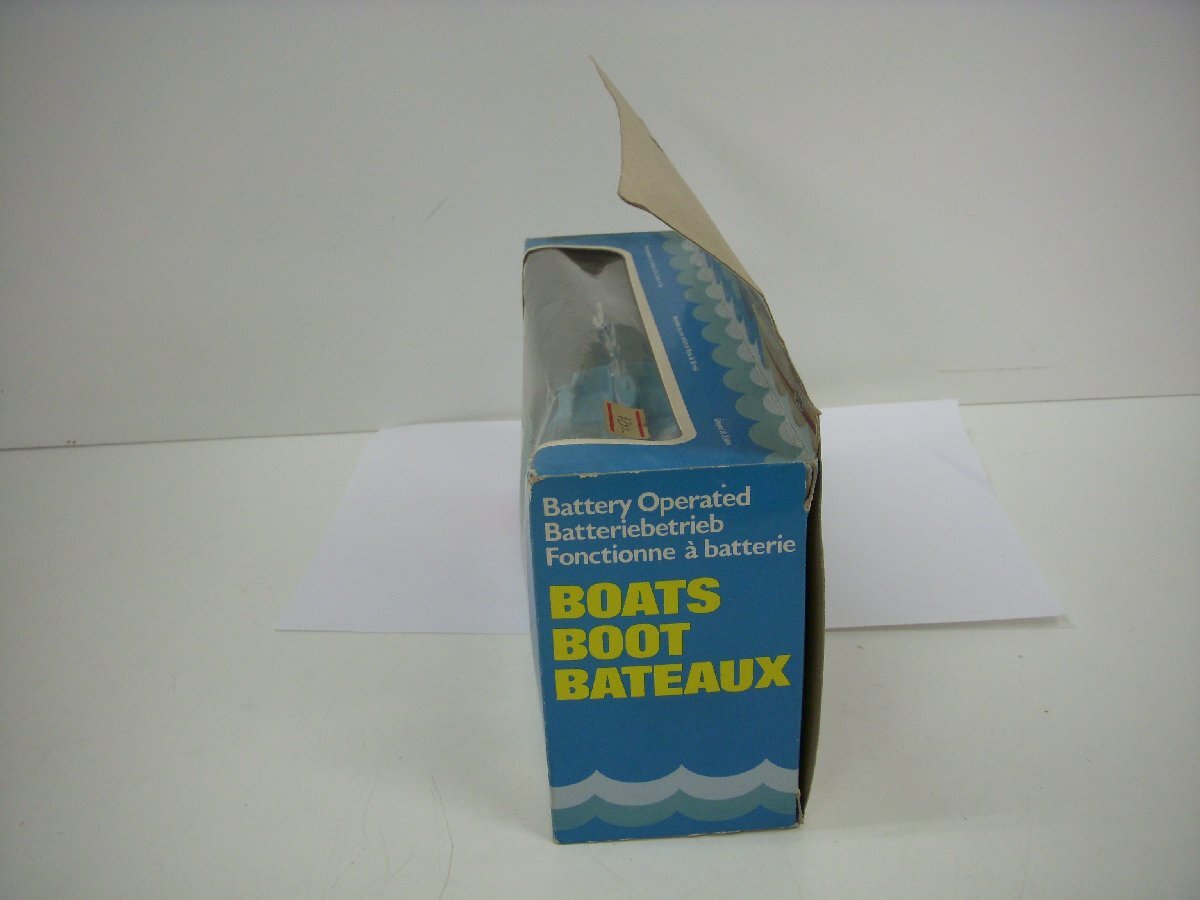 Battery Operated
Batteriebetrieb
Fonctionne à batterie
BOATS
BOOT
BATEAUX